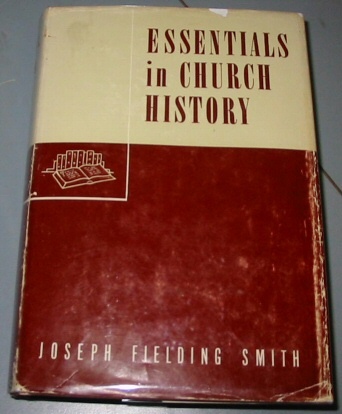 ESSENTIALS
in CHURCH
HISTORY
JOSEPH FIELDING SMITH